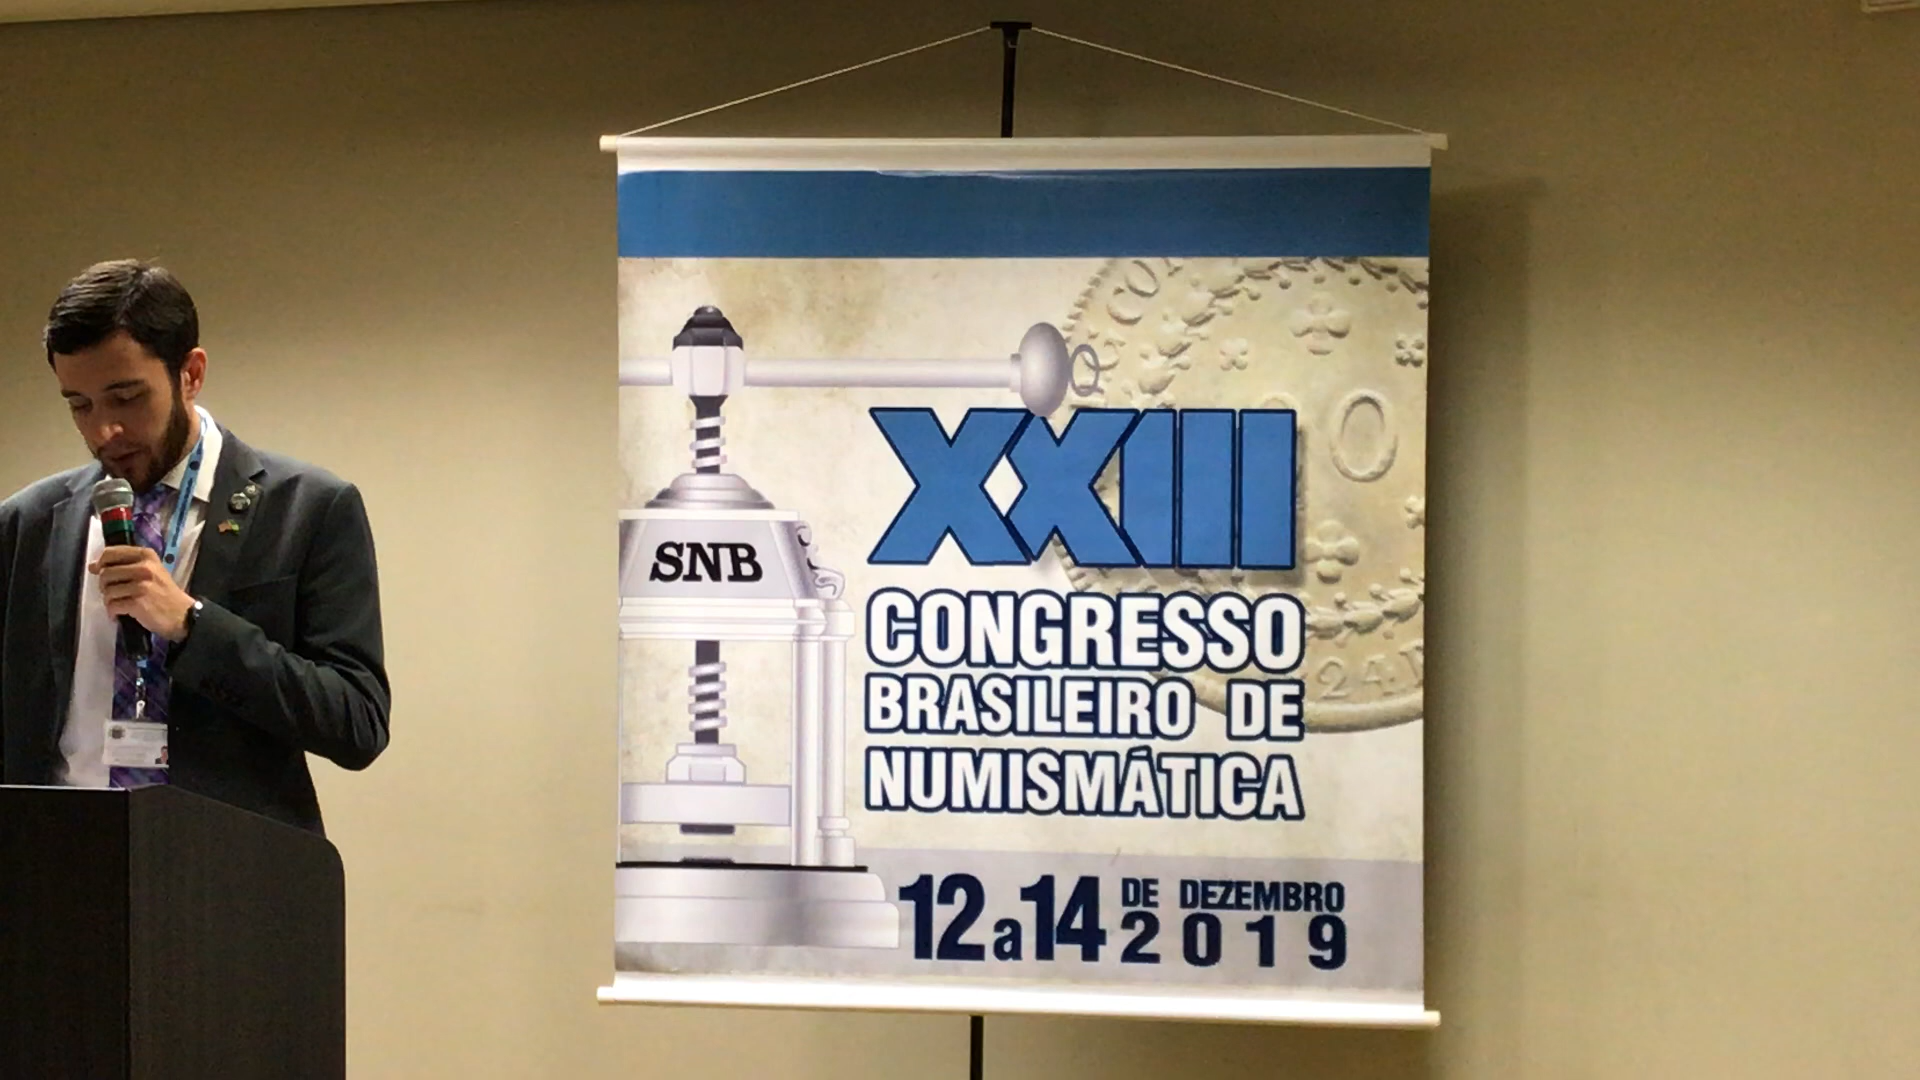 SNB
XXIII
CONGRESSO
BRASILEIRO DE
NUMISMÁTICA
12 a 14 DE DEZEMBRO
2019